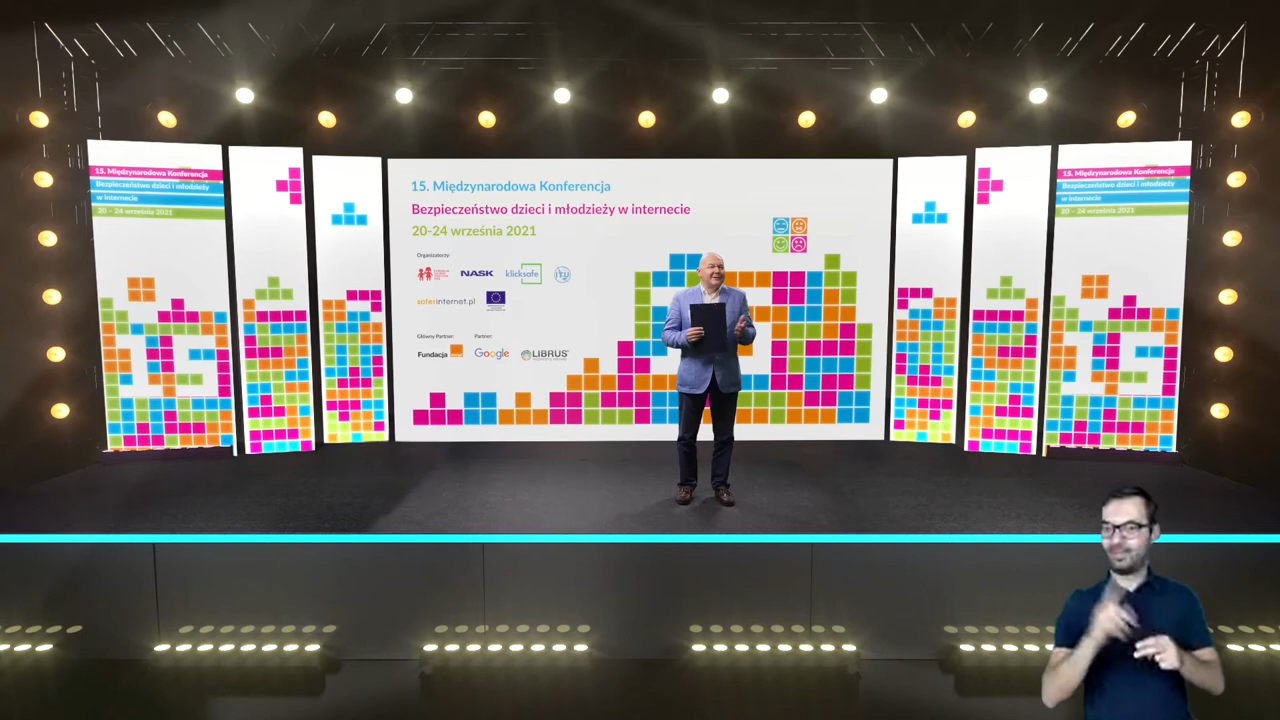 15. Międzynarodowa Konferencja
Bezpieczeństwo dzieci i młodzieży
w internecie
20 – 24 września 2021
15. Międzynarodowa Konferencja
Bezpieczeństwo dzieci i młodzieży w internecie
20-24 września 2021
Organizatorzy:
NASK
klicksafe
ITU
saferinternet.pl
Główny Partner:
Partner:
Fundacja
Google
LIBRUS
15. Międzynarodowa Konferencja
Bezpieczeństwo dzieci i młodzieży
w internecie
20 – 24 września 2021